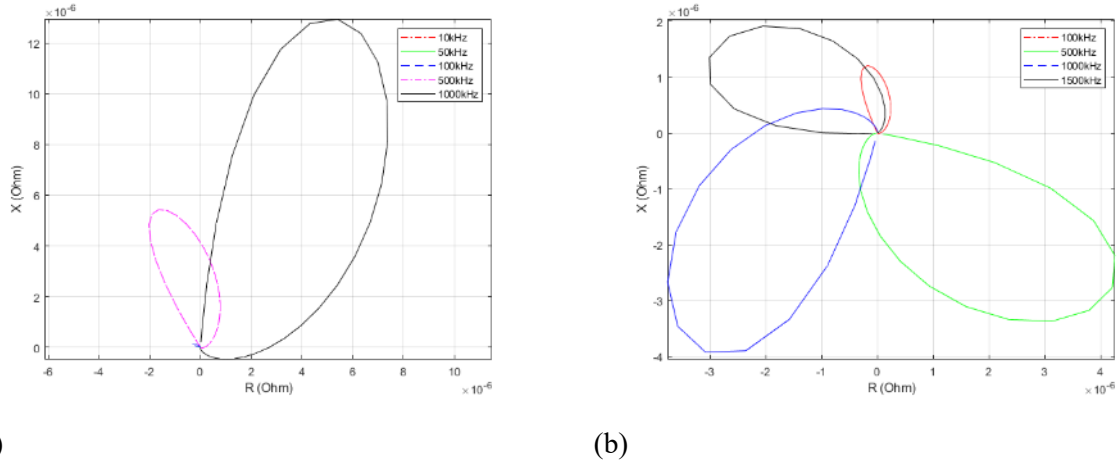 ×10⁻⁶
12
10
8
6
4
2
0
X (Ohm)
-6 -4 -2 0 2 4 6 8 10
R (Ohm)
×10⁻⁶
10kHz
50kHz
100kHz
500kHz
1000kHz
)
×10⁻⁶
2
1
0
-1
-2
-3
-4
X (Ohm)
-3 -2 -1 0 1 2 3 4
R (Ohm)
×10⁻⁶
100kHz
500kHz
1000kHz
1500kHz
(b)